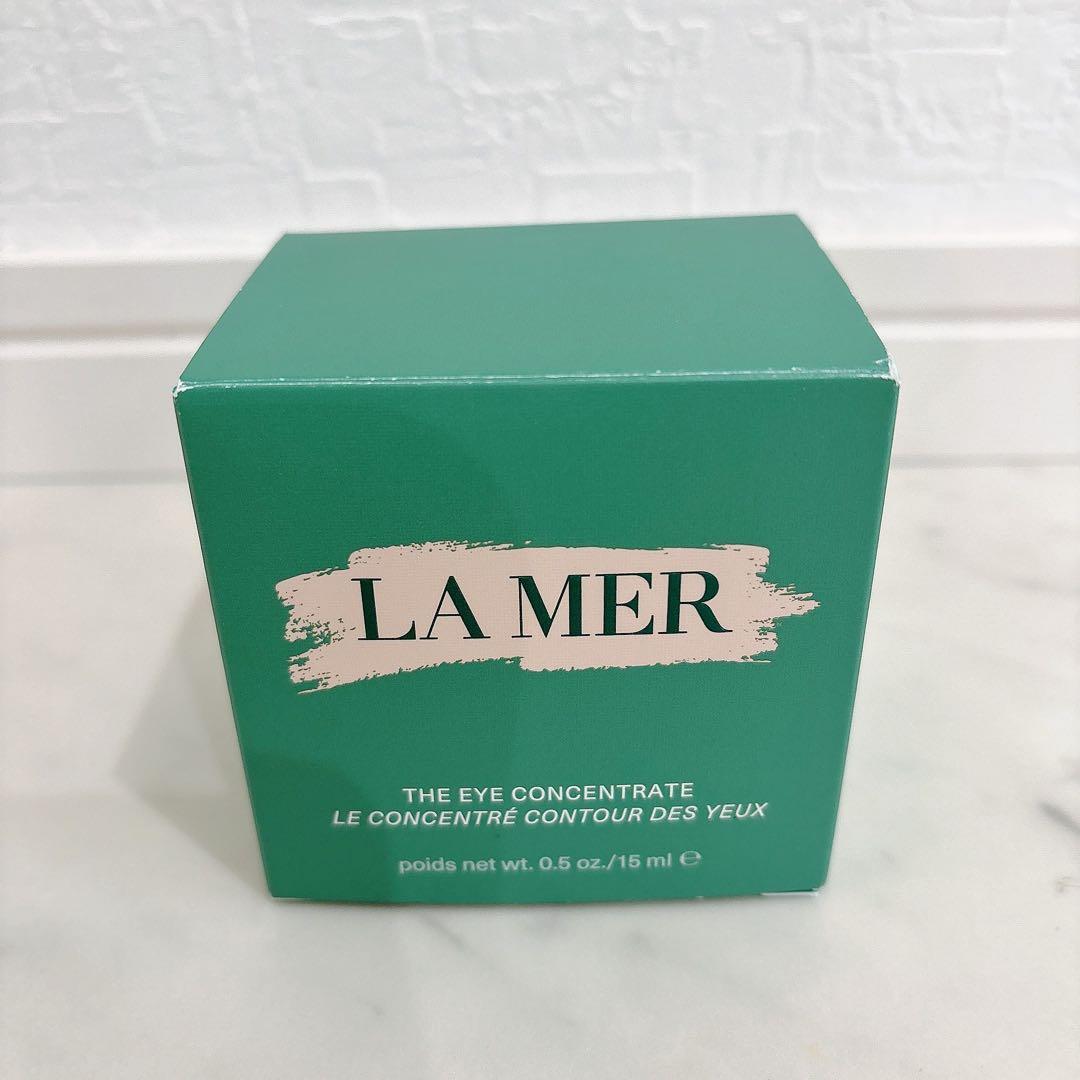 LA MER
THE EYE CONCENTRATE
LE CONCENTRÉ CONTOUR DES YEUX
poids net wt. 0.5 oz./15 ml ℮